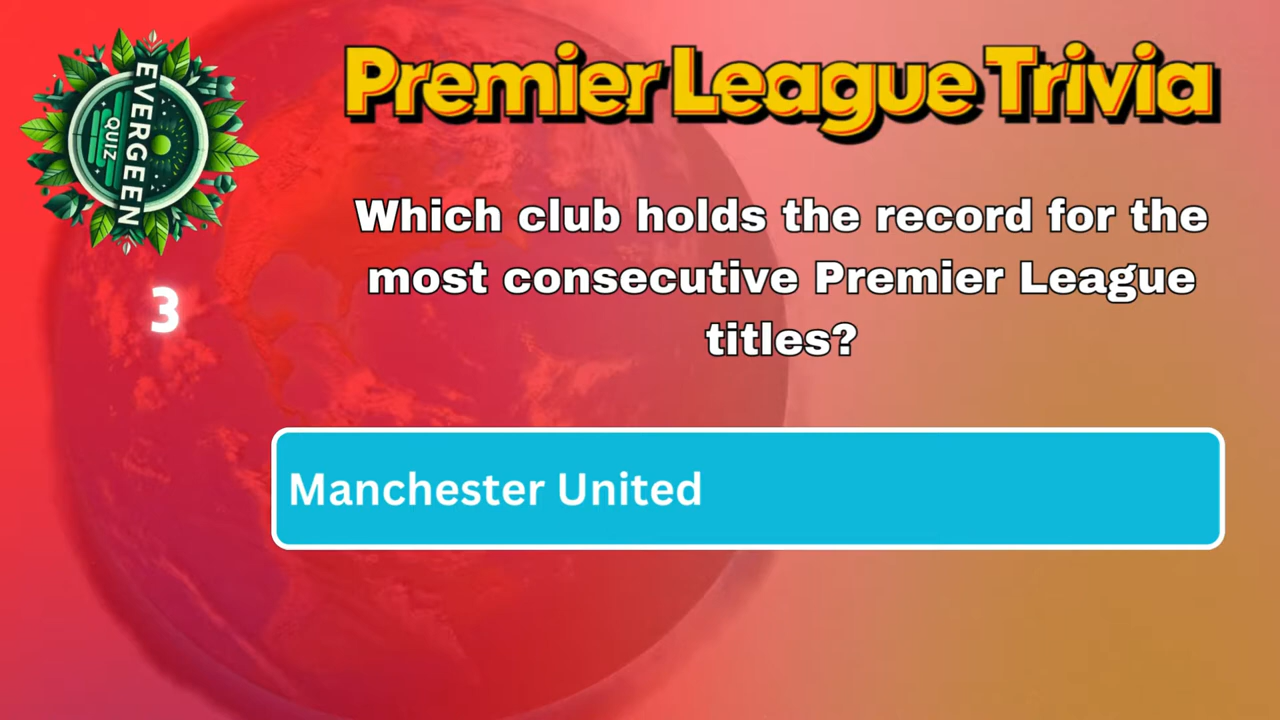 Premier League Trivia
EVERGEEN
QUIZ
Which club holds the record for the
most consecutive Premier League
titles?
3
Manchester United